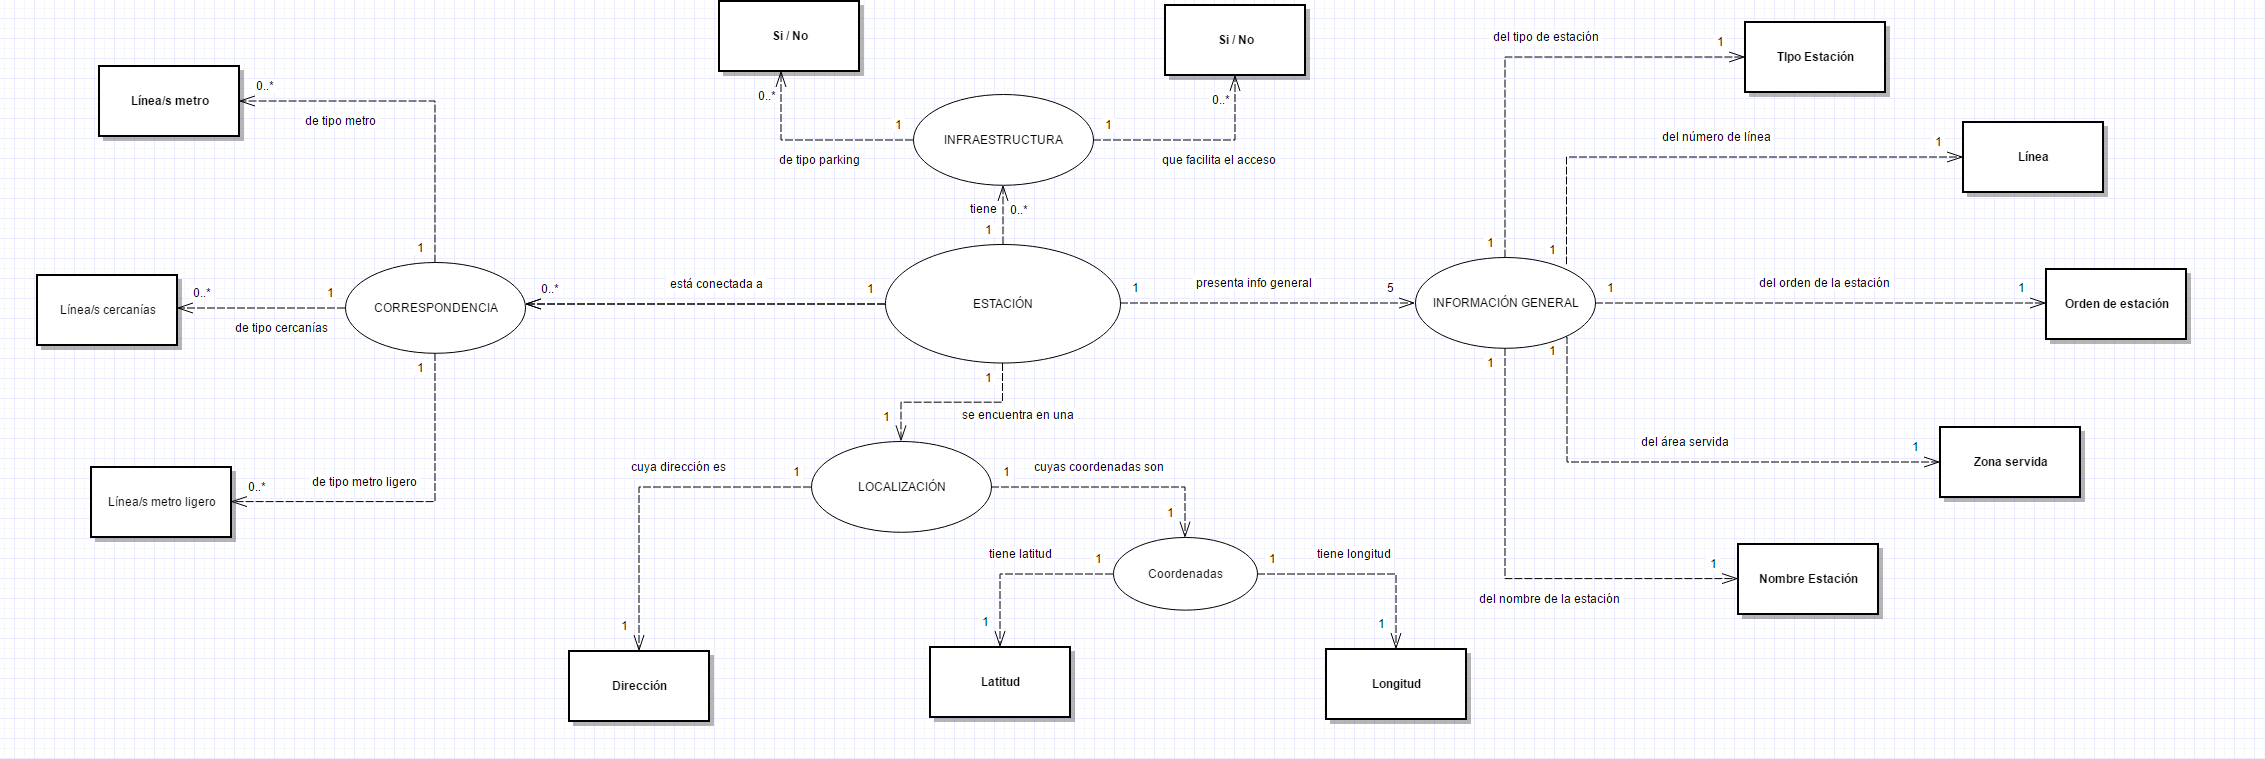 Si / No
Si / No
del tipo de estación
1
TIpo Estación
0..*
Línea/s metro
de tipo metro
0..*
0..*
1
INFRAESTRUCTURA
1
de tipo parking
que facilita el acceso
del número de línea
1
Línea
tiene
0..*
1
1
1
1
0..*
1
Línea/s cercanías
de tipo cercanías
CORRESPONDENCIA
0..*
está conectada a
1
ESTACIÓN
1
presenta info general
5
INFORMACIÓN GENERAL
1
del orden de la estación
1
Orden de estación
1
1
1
1
1
se encuentra en una
del área servida
1
Zona servida
0..*
de tipo metro ligero
Línea/s metro ligero
cuya dirección es
1
LOCALIZACIÓN
1
cuyas coordenadas son
1
tiene latitud
1
Coordenadas
1
tiene longitud
1
Nombre Estación
del nombre de la estación
1
1
1
Dirección
Latitud
Longitud